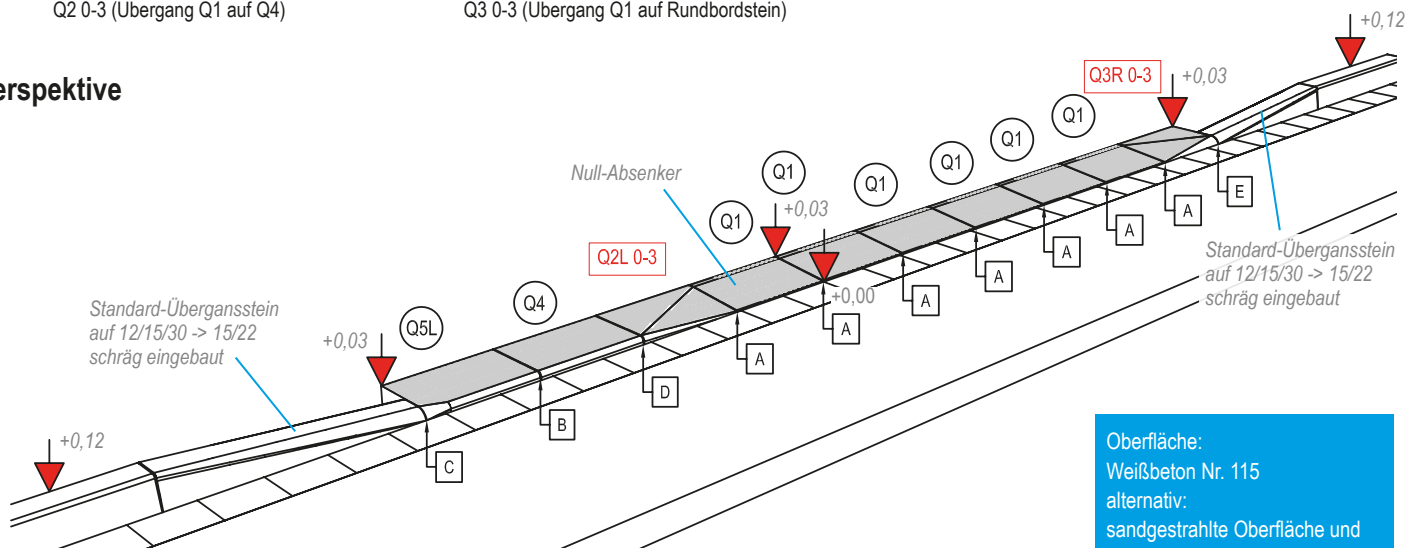 Q2 0-3 (Übergang Q1 auf Q4)
Q3 0-3 (Übergang Q1 auf Rundbordstein)
erspektive
+0,12
Q3R 0-3
+0,03
Q1
Q1
Q1
Q1
Q1
Q1
Null-Absenker
+0,03
Q2L 0-3
+0,00
Q4
Q5L
+0,03
Standard-Übergansstein
auf 12/15/30 -> 15/22
schräg eingebaut
Standard-Übergansstein
auf 12/15/30 -> 15/22
schräg eingebaut
E
A
A
A
A
A
A
A
D
B
C
+0,12
Oberfläche:
Weißbeton Nr. 115
alternativ:
sandgestrahlte Oberfläche und